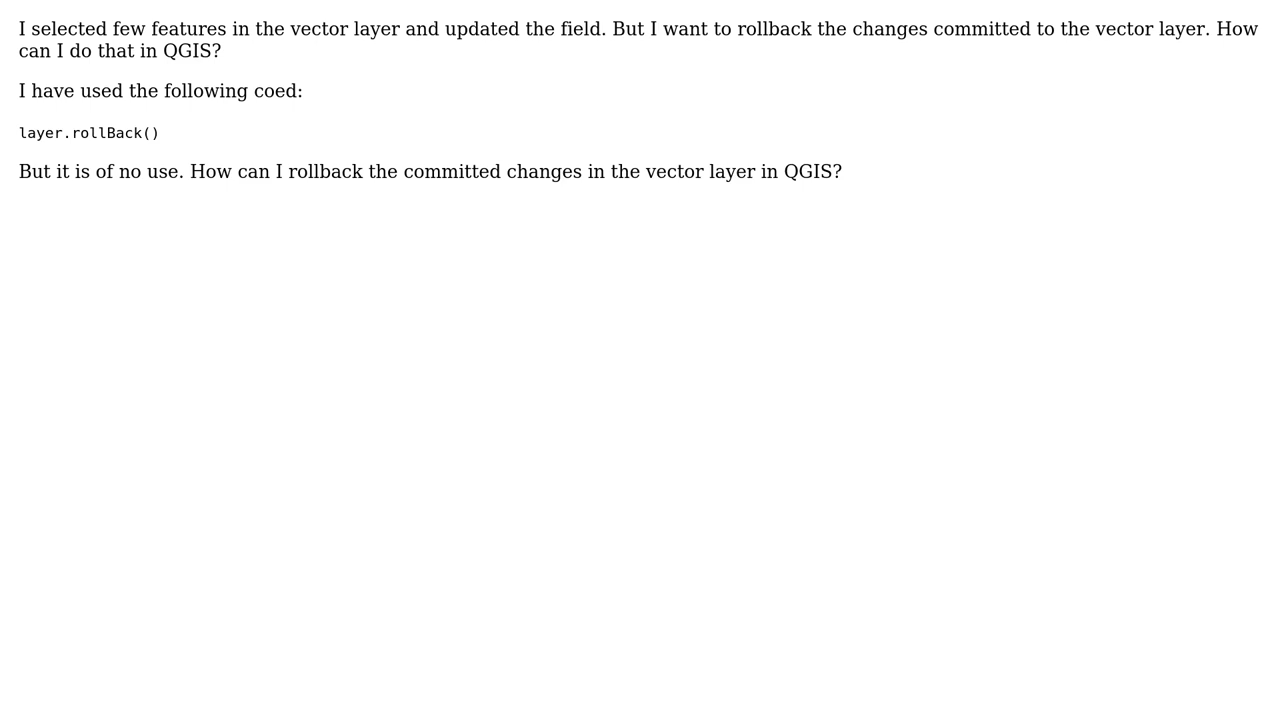 I selected few features in the vector layer and updated the field. But I want to rollback the changes committed to the vector layer. How
can I do that in QGIS?
I have used the following coed:
layer.rollBack()
But it is of no use. How can I rollback the committed changes in the vector layer in QGIS?